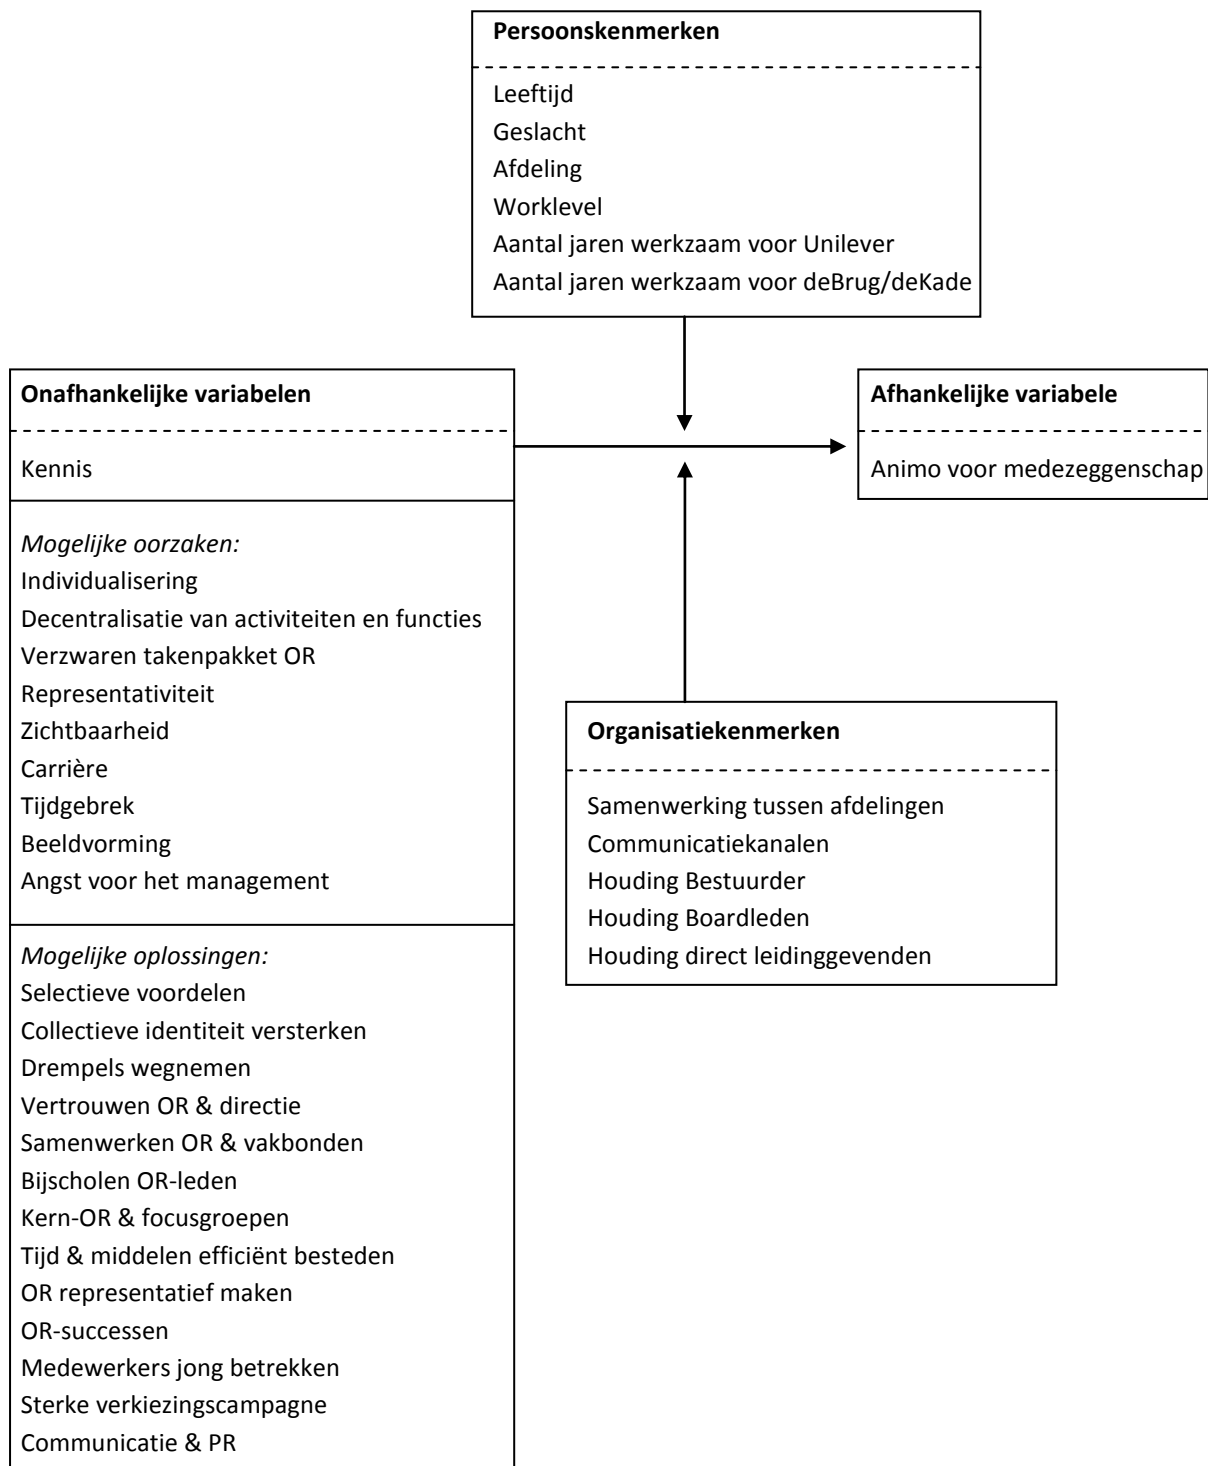 Persoonskenmerken
Leeftijd
Geslacht
Afdeling
Worklevel
Aantal jaren werkzaam voor Unilever
Aantal jaren werkzaam voor deBrug/deKade
Onafhankelijke variabelen
Kennis
Mogelijke oorzaken:
Individualisering
Decentralisatie van activiteiten en functies
Verzwaren takenpakket OR
Representativiteit
Zichtbaarheid
Carrière
Tijdgebrek
Beeldvorming
Angst voor het management
Mogelijke oplossingen:
Selectieve voordelen
Collectieve identiteit versterken
Drempels wegnemen
Vertrouwen OR & directie
Samenwerken OR & vakbonden
Bijscholen OR-leden
Kern-OR & focusgroepen
Tijd & middelen efficiënt besteden
OR representatief maken
OR-successen
Medewerkers jong betrekken
Sterke verkiezingscampagne
Communicatie & PR
Afhankelijke variabele
Animo voor medezeggenschap
Organisatiekenmerken
Samenwerking tussen afdelingen
Communicatiekanalen
Houding Bestuurder
Houding Boardleden
Houding direct leidinggevenden